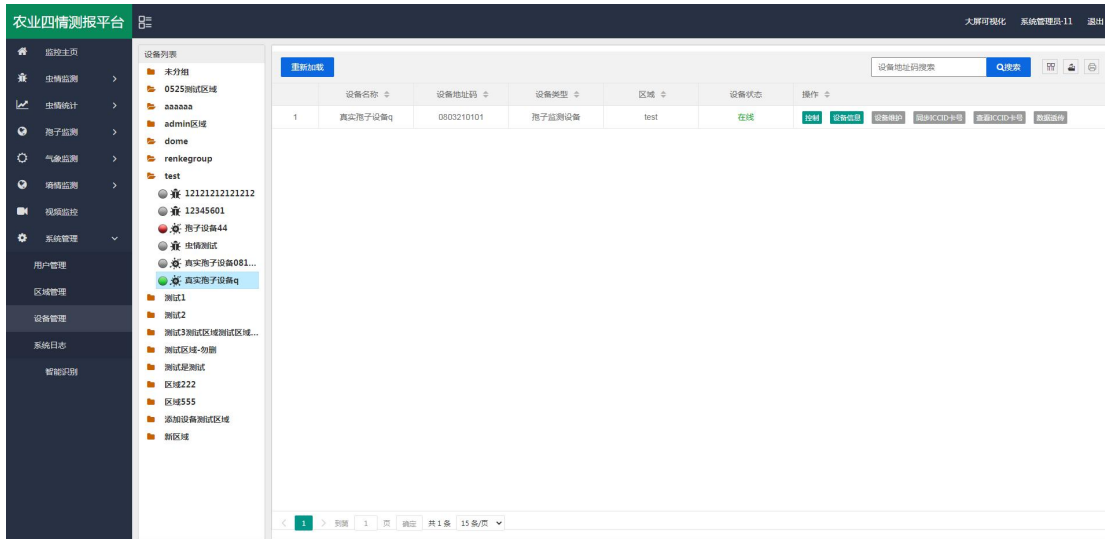 农业四情测报平台
大屏可视化 系统管理员-11 退出
监控主页
虫情监测
虫情统计
孢子监测
气象监测
墒情监测
视频监控
系统管理
用户管理
区域管理
设备管理
系统日志
智能识别
设备列表
未分组
0525测试区域
aaaaaa
admin区域
dome
renkegroup
test
12121212121212
12345601
孢子设备44
虫情测试
真实孢子设备081...
真实孢子设备q
测试1
测试2
测试3测试区域测试区域...
测试区域-勿删
测试是测试
区域222
区域555
添加设备测试区域
新区域
重新加载 设备地址码搜索 搜索
设备名称 设备地址码 设备类型 区域 设备状态 操作
1 真实孢子设备q 0803210101 孢子监测设备 test 在线 控制 设备信息 设备维护 同步ICCID卡号 查看ICCID卡号 数据送传
1 到第 1 页 确定 共 1 条 15 条/页